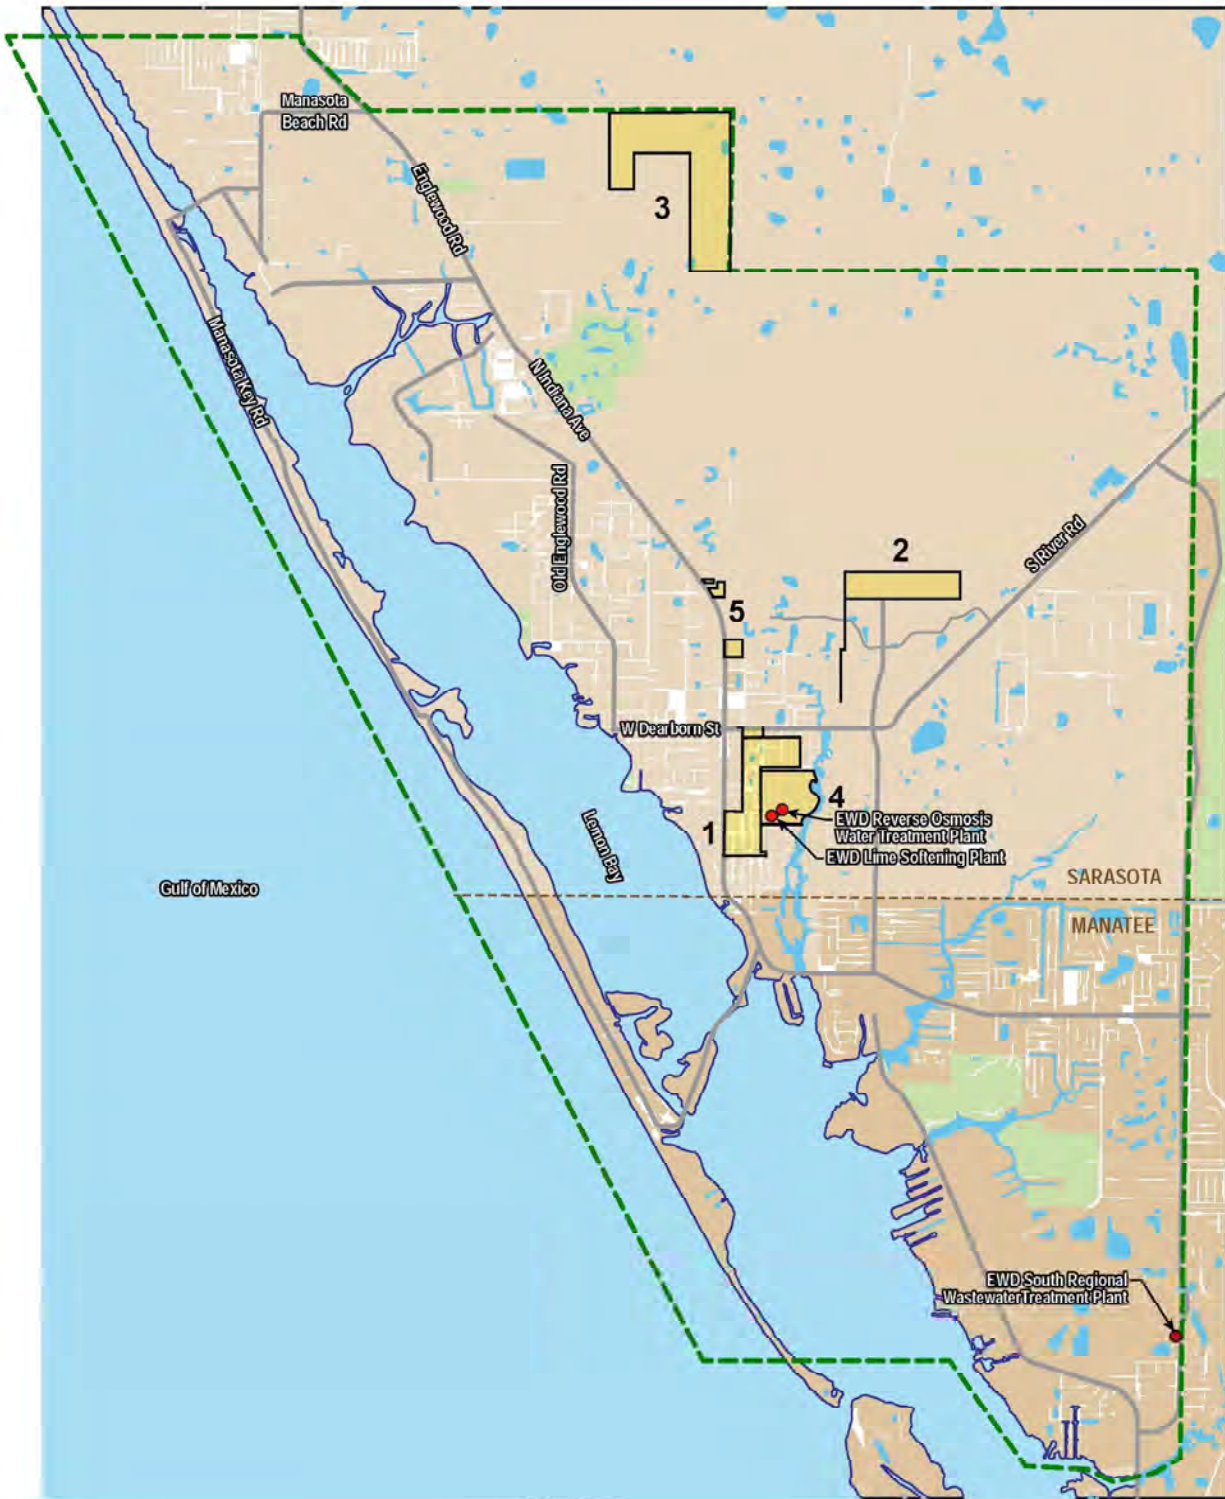 Manasota
Beach Rd
Englewood Rd
3
Manasota Key Rd
N Indiana Ave
Old Englewood Rd
S River Rd
2
5
W Dearborn St
4
EWD Reverse Osmosis
Water Treatment Plant
1
EWD Lime Softening Plant
Lemon Bay
Gulf of Mexico
SARASOTA
MANATEE
EWD South Regional
Wastewater Treatment Plant